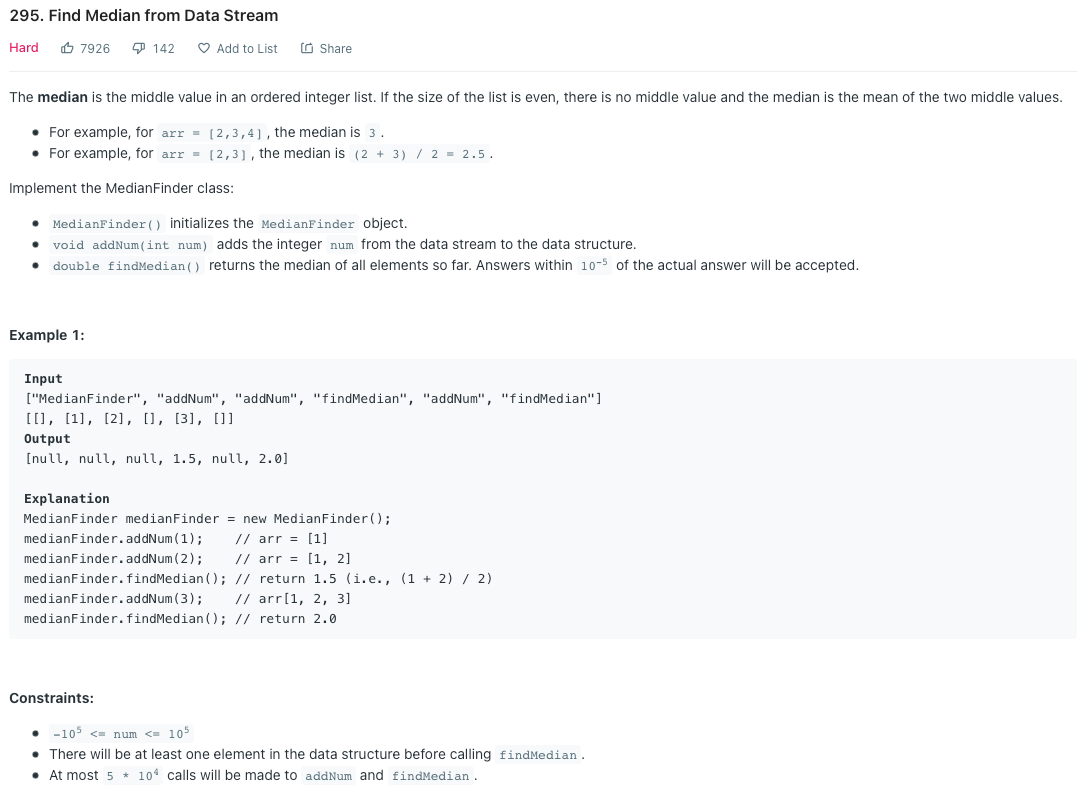 295. Find Median from Data Stream
Hard 7926 142 Add to List Share
The median is the middle value in an ordered integer list. If the size of the list is even, there is no middle value and the median is the mean of the two middle values.
• For example, for arr = [2,3,4], the median is 3.
• For example, for arr = [2,3], the median is (2 + 3) / 2 = 2.5.
Implement the MedianFinder class:
• MedianFinder() initializes the MedianFinder object.
• void addNum(int num) adds the integer num from the data stream to the data structure.
• double findMedian() returns the median of all elements so far. Answers within 10⁻⁵ of the actual answer will be accepted.
Example 1:
Input
["MedianFinder", "addNum", "addNum", "findMedian", "addNum", "findMedian"]
[[], [1], [2], [], [3], []]
Output
[null, null, null, 1.5, null, 2.0]
Explanation
MedianFinder medianFinder = new MedianFinder();
medianFinder.addNum(1);    // arr = [1]
medianFinder.addNum(2);    // arr = [1, 2]
medianFinder.findMedian(); // return 1.5 (i.e., (1 + 2) / 2)
medianFinder.addNum(3);    // arr[1, 2, 3]
medianFinder.findMedian(); // return 2.0
Constraints:
• -10⁵ <= num <= 10⁵
• There will be at least one element in the data structure before calling findMedian.
• At most 5 * 10⁴ calls will be made to addNum and findMedian.